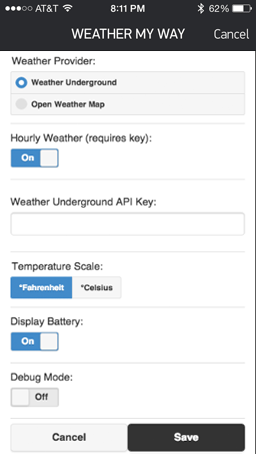 AT&T 8:11 PM 62%
WEATHER MY WAY Cancel
Weather Provider:
Weather Underground
Open Weather Map
Hourly Weather (requires key):
On
Weather Underground API Key:
Temperature Scale:
°Fahrenheit °Celsius
Display Battery:
On
Debug Mode:
Off
Cancel Save